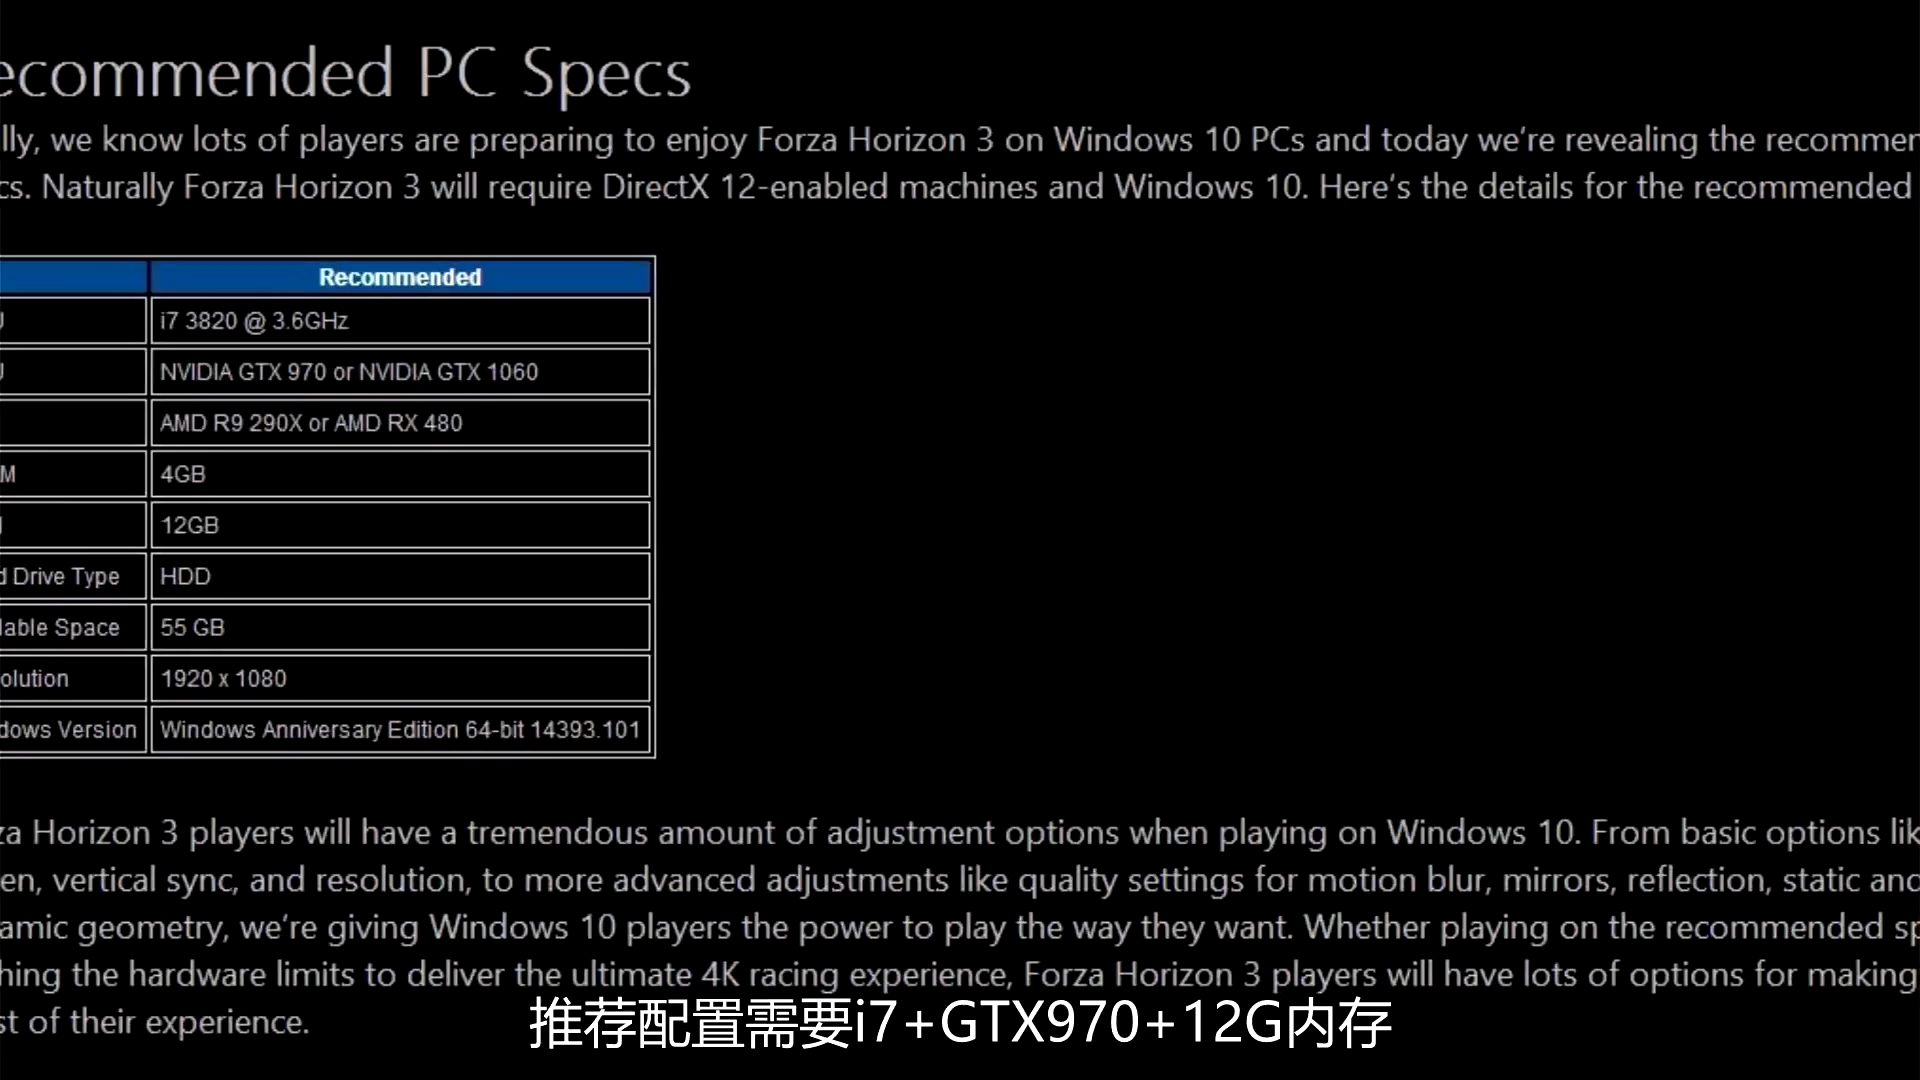 ecommended PC Specs
lly, we know lots of players are preparing to enjoy Forza Horizon 3 on Windows 10 PCs and today we're revealing the recommen
cs. Naturally Forza Horizon 3 will require DirectX 12-enabled machines and Windows 10. Here's the details for the recommended
Recommended
i7 3820 @ 3.6GHz
NVIDIA GTX 970 or NVIDIA GTX 1060
AMD R9 290X or AMD RX 480
M 4GB
12GB
d Drive Type HDD
lable Space 55 GB
olution 1920 x 1080
dows Version Windows Anniversary Edition 64-bit 14393.101
za Horizon 3 players will have a tremendous amount of adjustment options when playing on Windows 10. From basic options lik
en, vertical sync, and resolution, to more advanced adjustments like quality settings for motion blur, mirrors, reflection, static and
amic geometry, we're giving Windows 10 players the power to play the way they want. Whether playing on the recommended sp
hing the hardware limits to deliver the ultimate 4K racing experience, Forza Horizon 3 players will have lots of options for making
st of their experience.
推荐配置需要i7+GTX970+12G内存